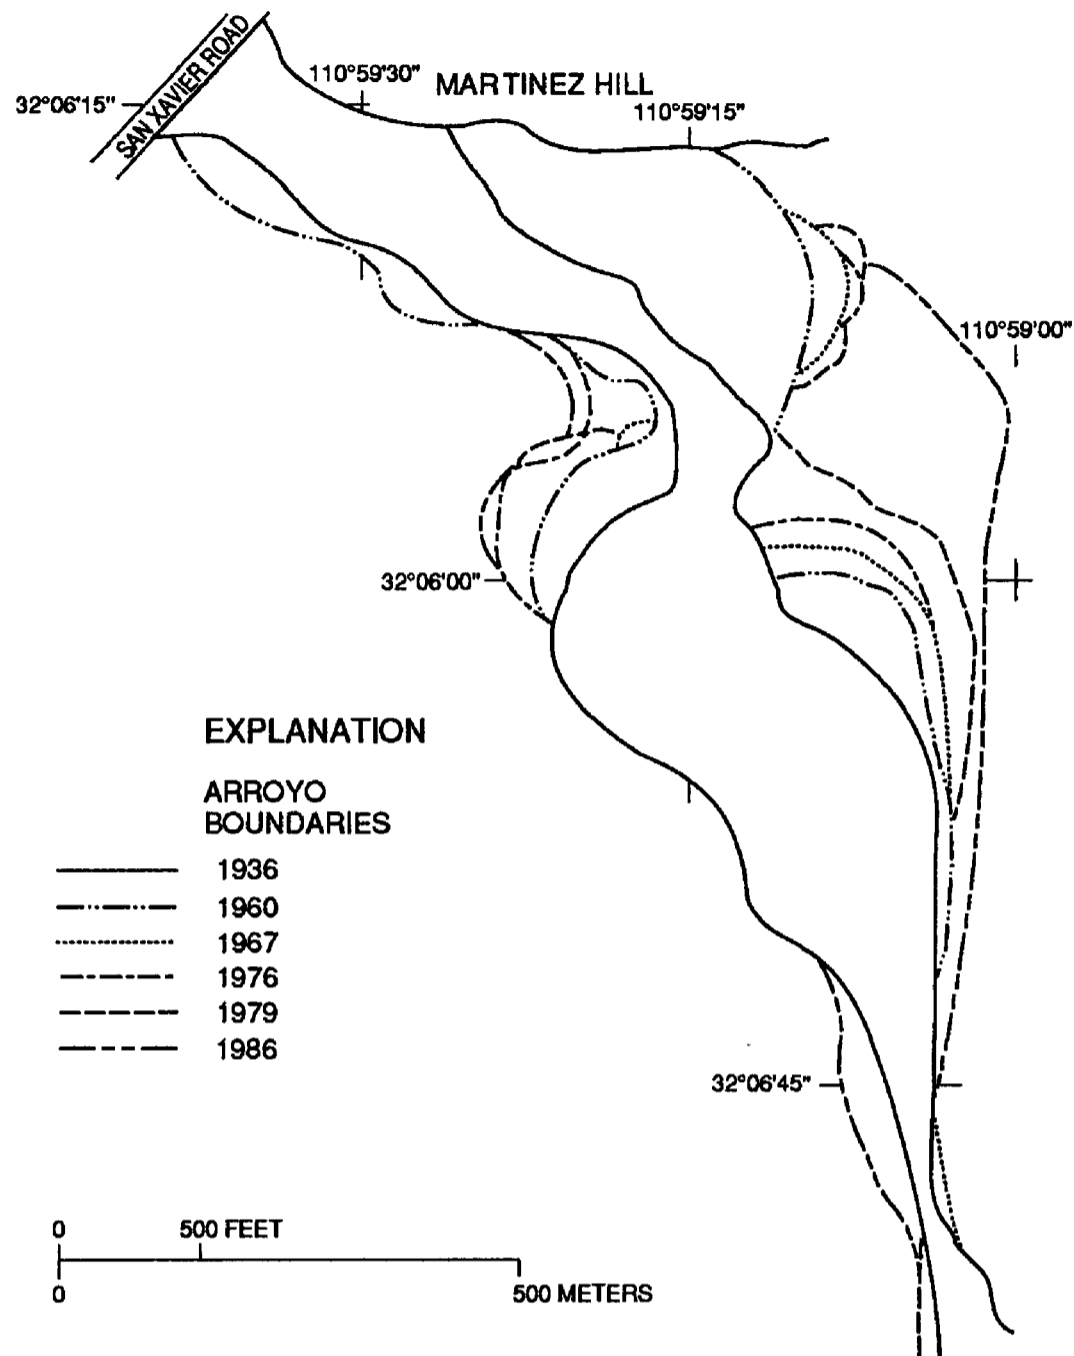 SAN XAVIER ROAD
110°59'30"
MARTINEZ HILL
32°06'15"
110°59'15"
110°59'00"
32°06'00"
EXPLANATION
ARROYO
BOUNDARIES
1936
1960
1967
1976
1979
1986
32°06'45"
0 500 FEET
0 500 METERS